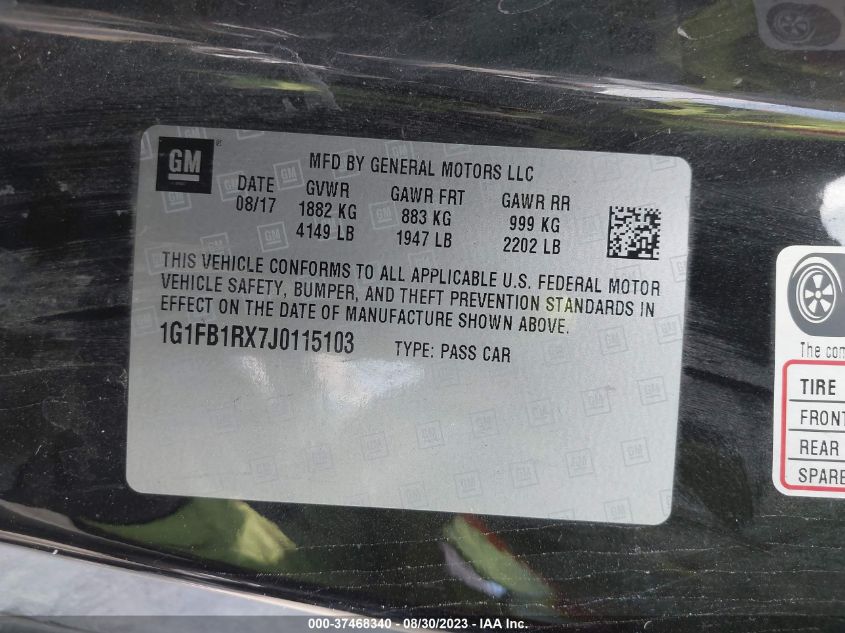 GM
MFD BY GENERAL MOTORS LLC
DATE GVWR GAWR FRT GAWR RR
08/17 1882 KG 883 KG 999 KG
4149 LB 1947 LB 2202 LB
THIS VEHICLE CONFORMS TO ALL APPLICABLE U.S. FEDERAL MOTOR
VEHICLE SAFETY, BUMPER, AND THEFT PREVENTION STANDARDS IN
EFFECT ON THE DATE OF MANUFACTURE SHOWN ABOVE.
1G1FB1RX7J0115103 TYPE: PASS CAR
The com
TIRE
FRONT
REAR
SPARE
000-37468340 - 08/30/2023 - IAA Inc.